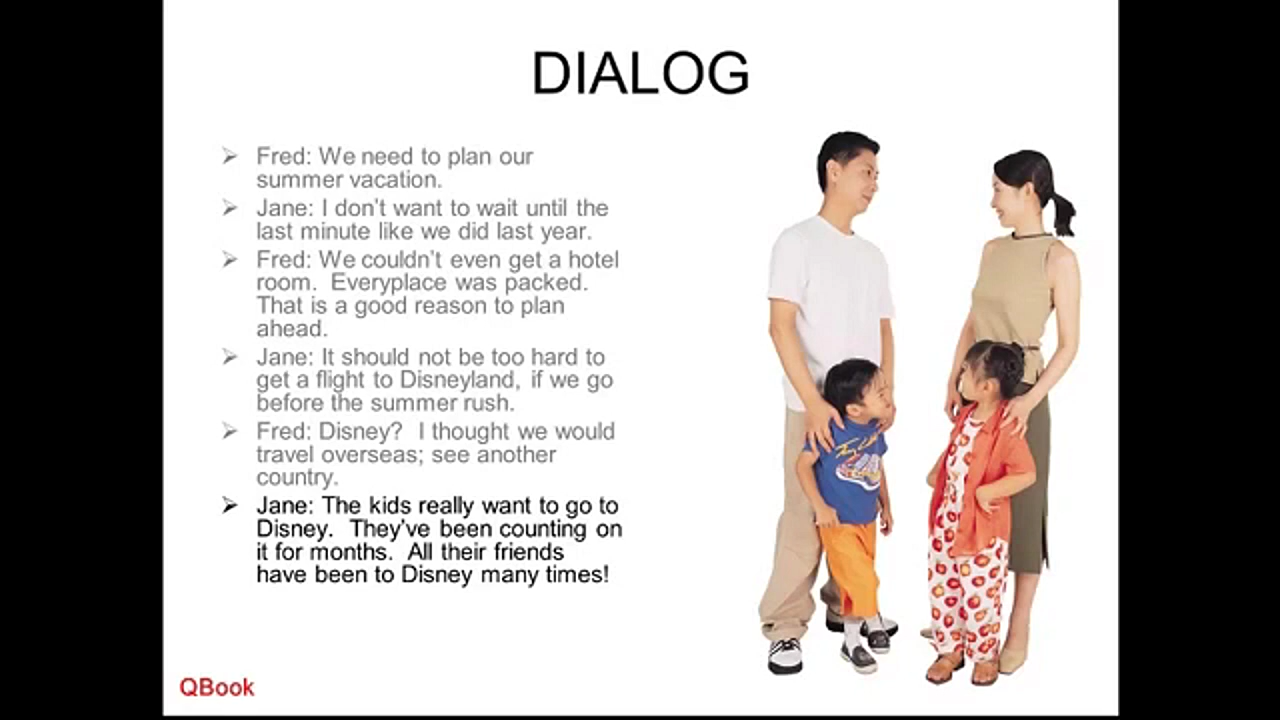 DIALOG
➢ Fred: We need to plan our
summer vacation.
➢ Jane: I don't want to wait until the
last minute like we did last year.
➢ Fred: We couldn't even get a hotel
room.  Everyplace was packed.
That is a good reason to plan
ahead.
➢ Jane: It should not be too hard to
get a flight to Disneyland, if we go
before the summer rush.
➢ Fred: Disney?  I thought we would
travel overseas; see another
country.
➢ Jane: The kids really want to go to
Disney.  They've been counting on
it for months.  All their friends
have been to Disney many times!
QBook